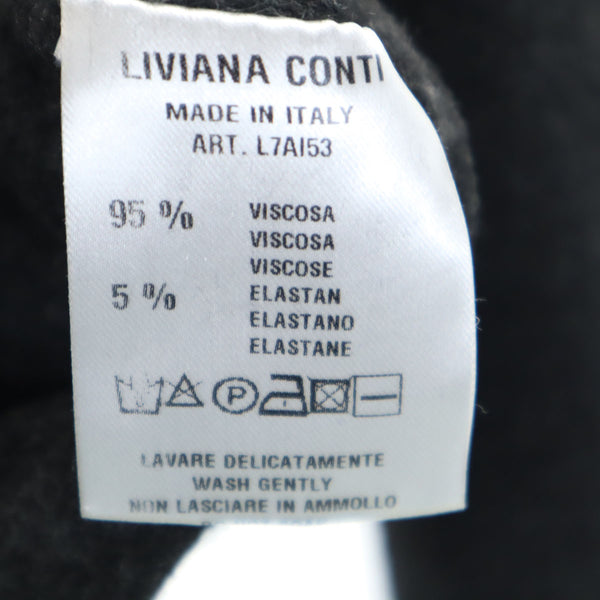 LIVIANA CONTI
MADE IN ITALY
ART. L7AI53
95 % VISCOSA
VISCOSA
VISCOSE
5 % ELASTAN
ELASTANO
ELASTANE
P
LAVARE DELICATAMENTE
WASH GENTLY
NON LASCIARE IN AMMOLLO